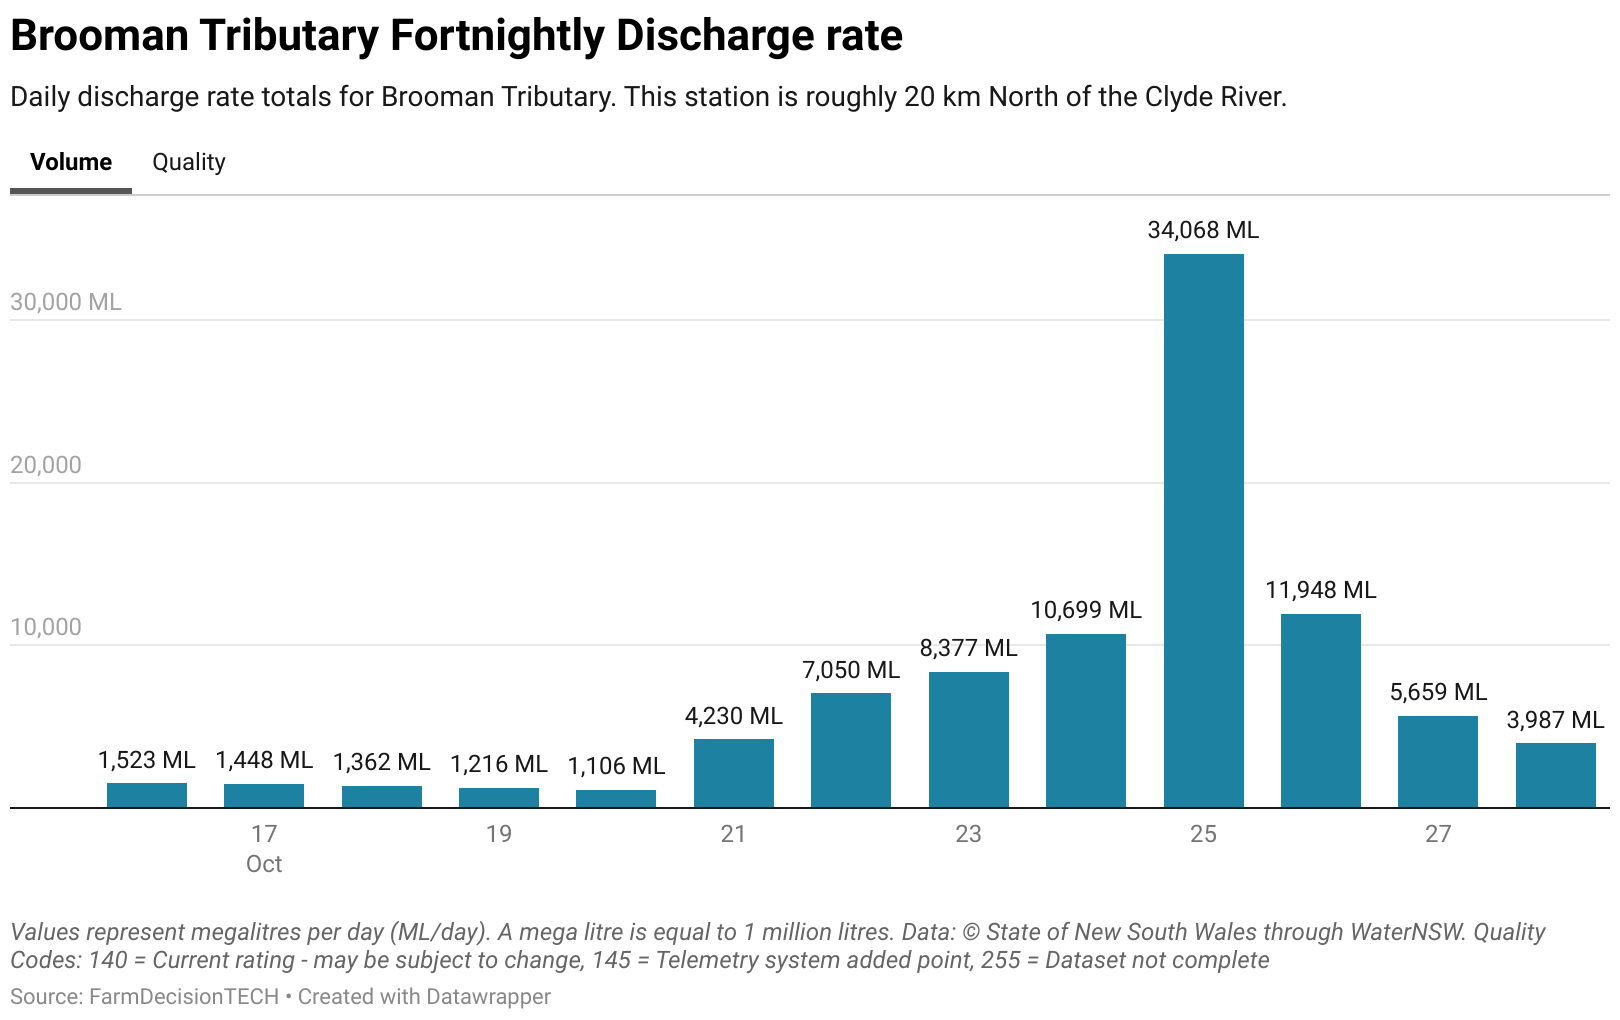 Brooman Tributary Fortnightly Discharge rate
Daily discharge rate totals for Brooman Tributary. This station is roughly 20 km North of the Clyde River.
Volume Quality
34,068 ML
30,000 ML
20,000
11,948 ML
10,699 ML
10,000
8,377 ML
7,050 ML
5,659 ML
4,230 ML
3,987 ML
1,523 ML 1,448 ML 1,362 ML 1,216 ML 1,106 ML
17 19 21 23 25 27
Oct
Values represent megalitres per day (ML/day). A mega litre is equal to 1 million litres. Data: © State of New South Wales through WaterNSW. Quality
Codes: 140 = Current rating - may be subject to change, 145 = Telemetry system added point, 255 = Dataset not complete
Source: FarmDecisionTECH • Created with Datawrapper